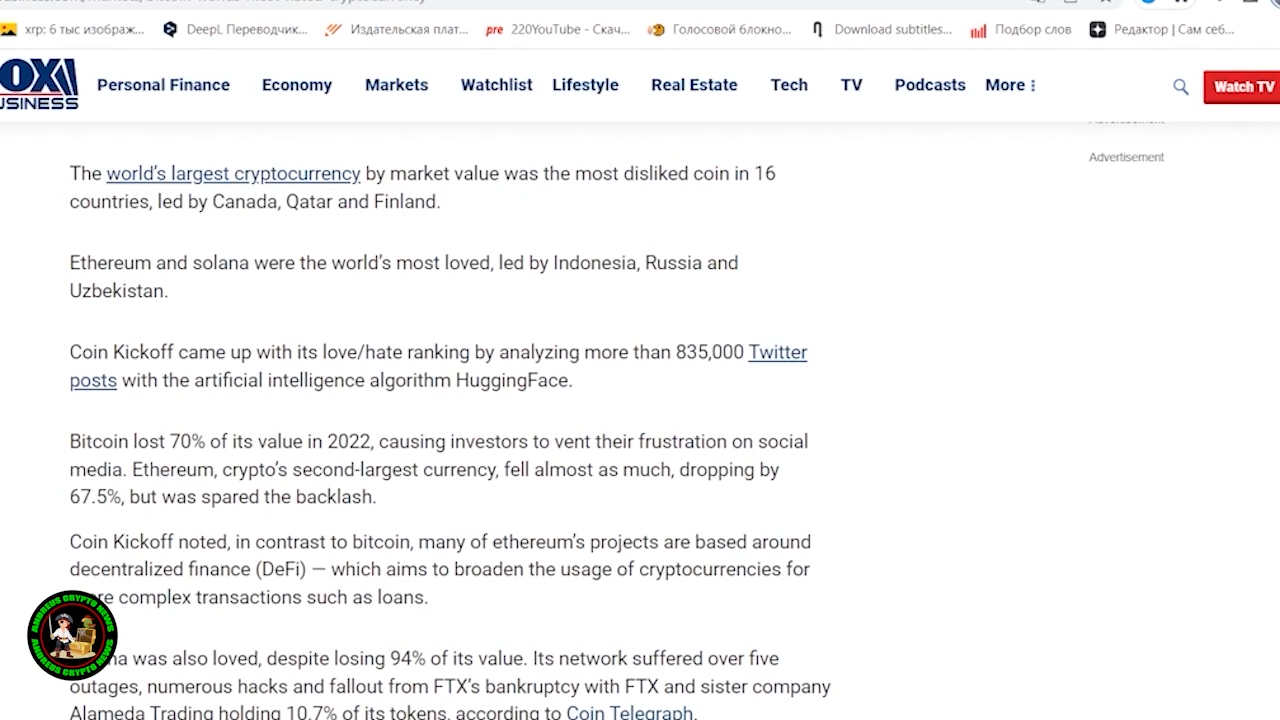 xrp: 6 тыс изображ...
DeepL Переводчик...
Издательская плат...
pre 220YouTube - Скач...
Голосовой блокно...
Download subtitles...
Подбор слов
Редактор | Сам себ...
OX
USINESS
Personal Finance
Economy
Markets
Watchlist
Lifestyle
Real Estate
Tech
TV
Podcasts
More
Watch TV
Advertisement
The world's largest cryptocurrency by market value was the most disliked coin in 16
countries, led by Canada, Qatar and Finland.
Ethereum and solana were the world's most loved, led by Indonesia, Russia and
Uzbekistan.
Coin Kickoff came up with its love/hate ranking by analyzing more than 835,000 Twitter
posts with the artificial intelligence algorithm HuggingFace.
Bitcoin lost 70% of its value in 2022, causing investors to vent their frustration on social
media. Ethereum, crypto's second-largest currency, fell almost as much, dropping by
67.5%, but was spared the backlash.
Coin Kickoff noted, in contrast to bitcoin, many of ethereum's projects are based around
decentralized finance (DeFi) — which aims to broaden the usage of cryptocurrencies for
complex transactions such as loans.
ANDREUS CRYPTO NEWS
ANDREUS CRYPTO NEWS
was also loved, despite losing 94% of its value. Its network suffered over five
outages, numerous hacks and fallout from FTX's bankruptcy with FTX and sister company
Alameda Trading holding 10.7% of its tokens, according to Coin Telegraph.